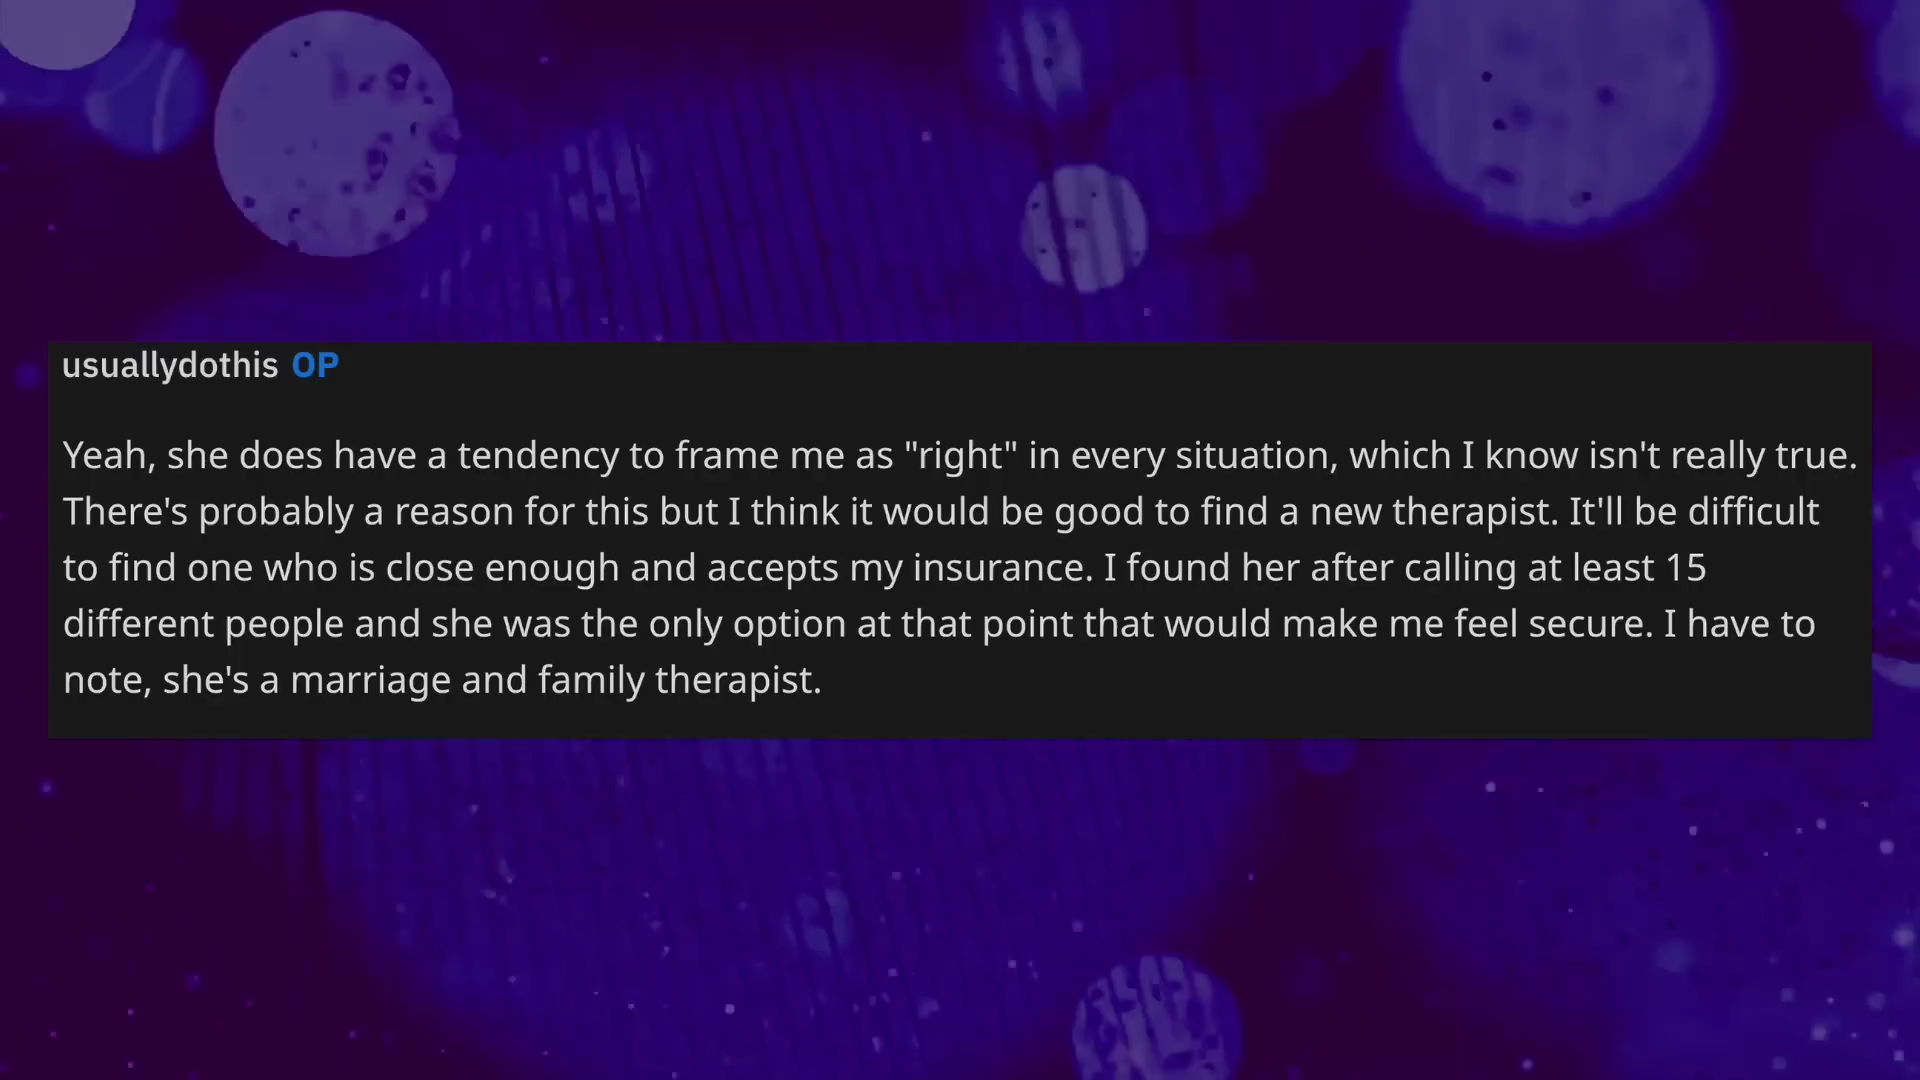 usuallydothis OP
Yeah, she does have a tendency to frame me as "right" in every situation, which I know isn't really true.
There's probably a reason for this but I think it would be good to find a new therapist. It'll be difficult
to find one who is close enough and accepts my insurance. I found her after calling at least 15
different people and she was the only option at that point that would make me feel secure. I have to
note, she's a marriage and family therapist.